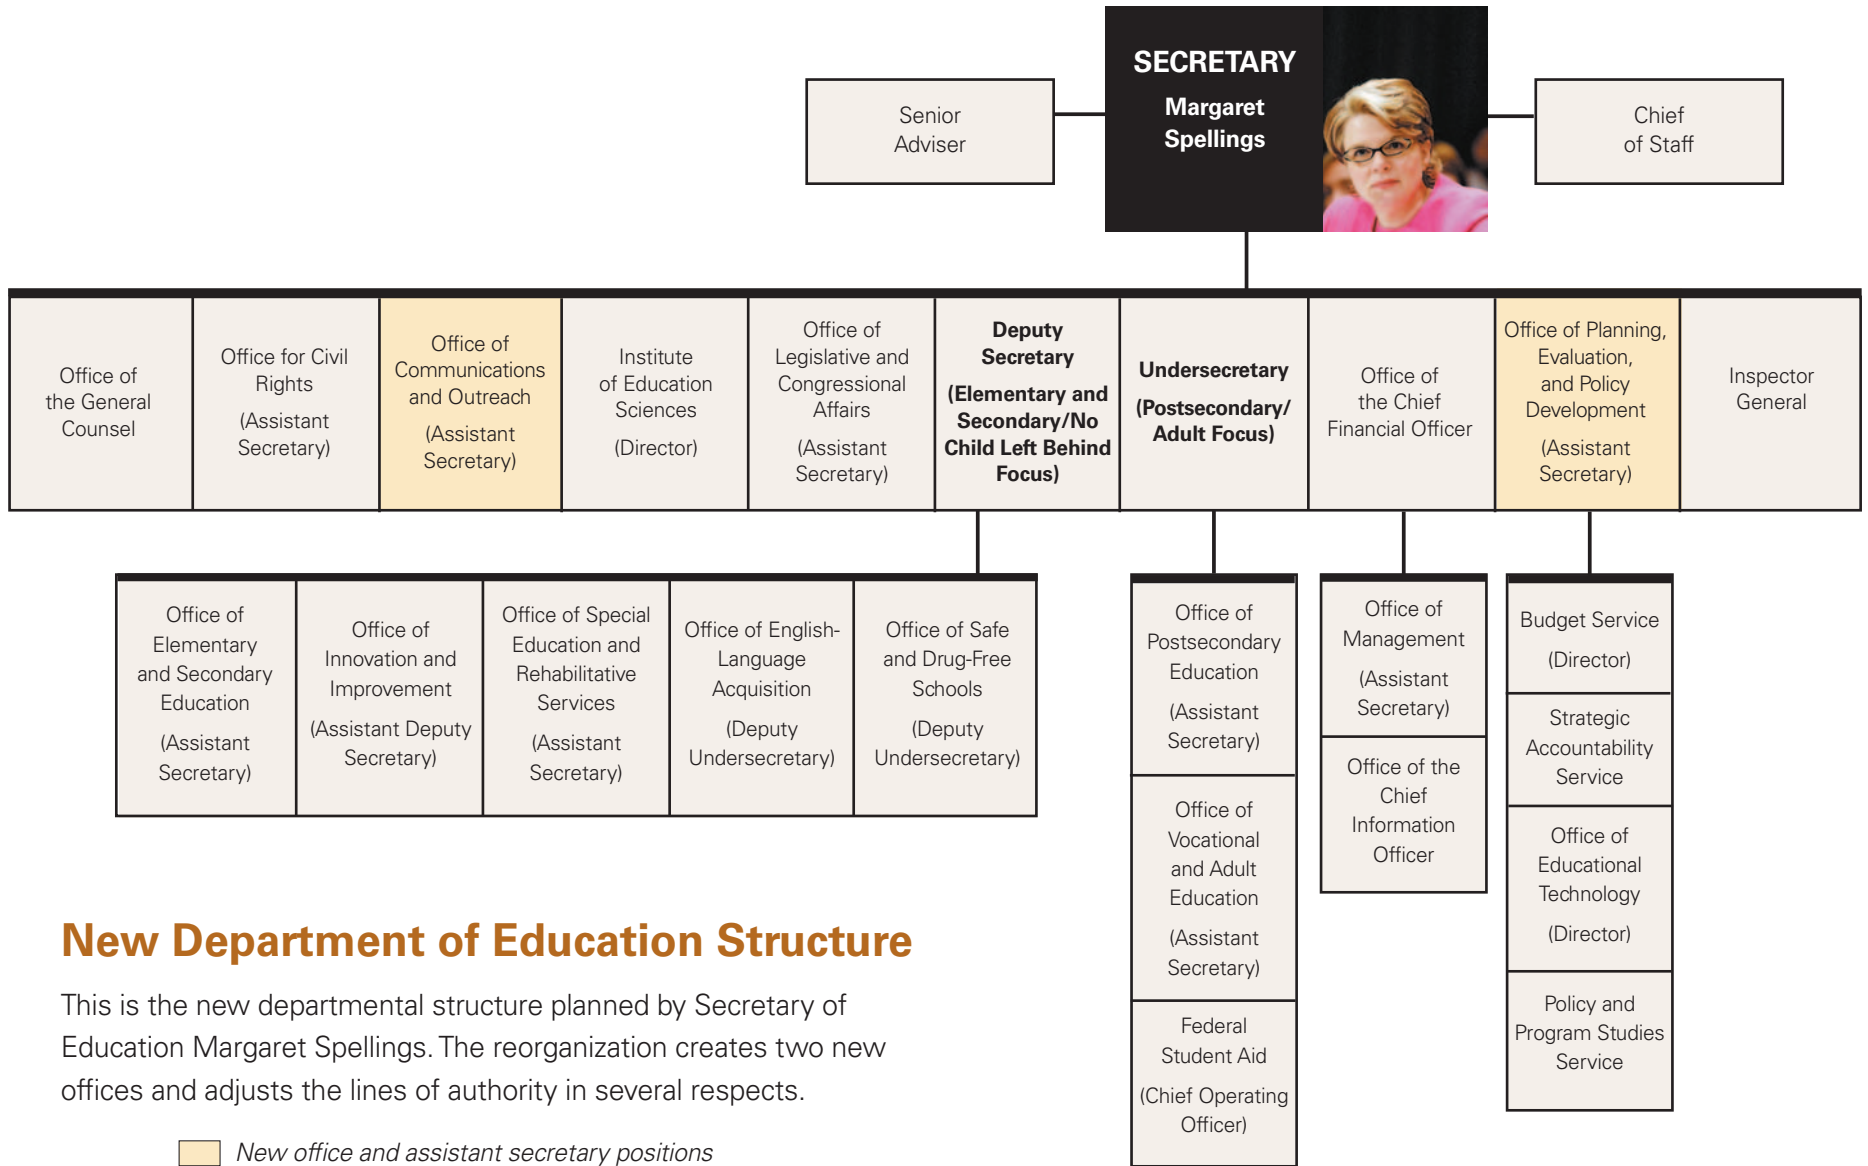 SECRETARY
Margaret
Spellings
Senior
Adviser
Chief
of Staff
Office of
the General
Counsel
Office for Civil
Rights
(Assistant
Secretary)
Office of
Communications
and Outreach
(Assistant
Secretary)
Institute
of Education
Sciences
(Director)
Office of
Legislative and
Congressional
Affairs
(Assistant
Secretary)
Deputy
Secretary
(Elementary and
Secondary/No
Child Left Behind
Focus)
Undersecretary
(Postsecondary/
Adult Focus)
Office of
the Chief
Financial Officer
Office of Planning,
Evaluation,
and Policy
Development
(Assistant
Secretary)
Inspector
General
Office of
Elementary
and Secondary
Education
(Assistant
Secretary)
Office of
Innovation and
Improvement
(Assistant Deputy
Secretary)
Office of Special
Education and
Rehabilitative
Services
(Assistant
Secretary)
Office of English-
Language
Acquisition
(Deputy
Undersecretary)
Office of Safe
and Drug-Free
Schools
(Deputy
Undersecretary)
Office of
Postsecondary
Education
(Assistant
Secretary)
Office of
Vocational
and Adult
Education
(Assistant
Secretary)
Federal
Student Aid
(Chief Operating
Officer)
Office of
Management
(Assistant
Secretary)
Office of the
Chief
Information
Officer
Budget Service
(Director)
Strategic
Accountability
Service
Office of
Educational
Technology
(Director)
Policy and
Program Studies
Service
New Department of Education Structure
This is the new departmental structure planned by Secretary of
Education Margaret Spellings. The reorganization creates two new
offices and adjusts the lines of authority in several respects.
New office and assistant secretary positions